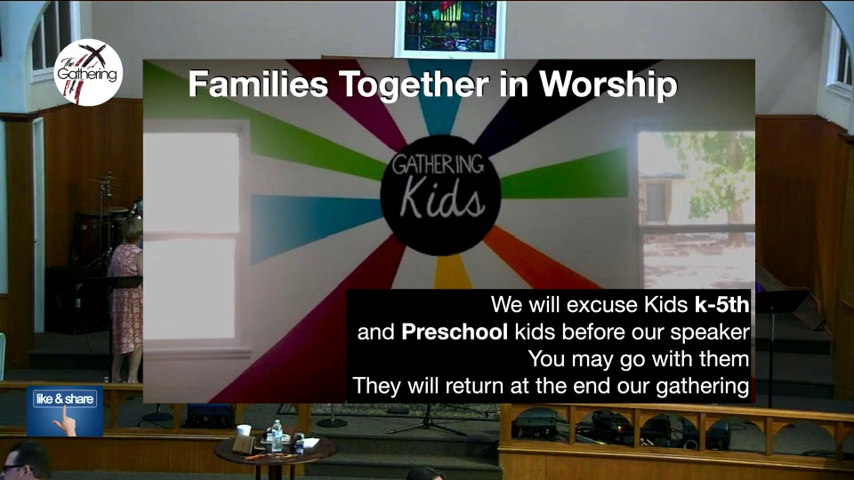 The
Gathering
Families Together in Worship
GATHERING
Kids
We will excuse Kids k-5th
and Preschool kids before our speaker
You may go with them
They will return at the end our gathering
like & share